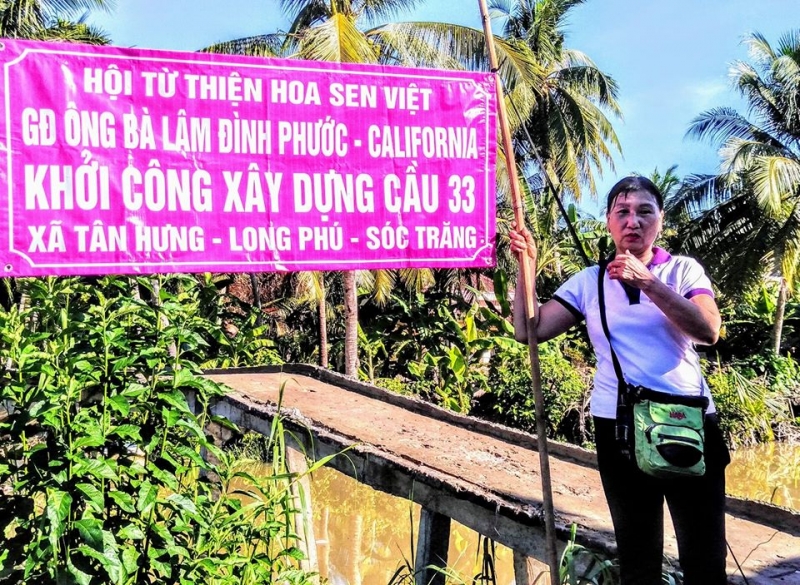 HỘI TỪ THIỆN HOA SEN VIỆT
GĐ ÔNG BÀ LÂM ĐÌNH PHƯỚC - CALIFORNIA
KHỞI CÔNG XÂY DỰNG CẦU 33
XÃ TÂN HƯNG - LONG PHÚ - SÓC TRĂNG